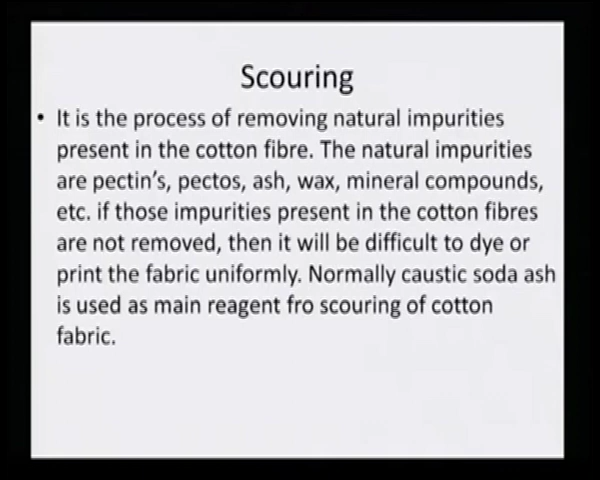 Scouring
• It is the process of removing natural impurities
present in the cotton fibre. The natural impurities
are pectin's, pectos, ash, wax, mineral compounds,
etc. if those impurities present in the cotton fibres
are not removed, then it will be difficult to dye or
print the fabric uniformly. Normally caustic soda ash
is used as main reagent fro scouring of cotton
fabric.